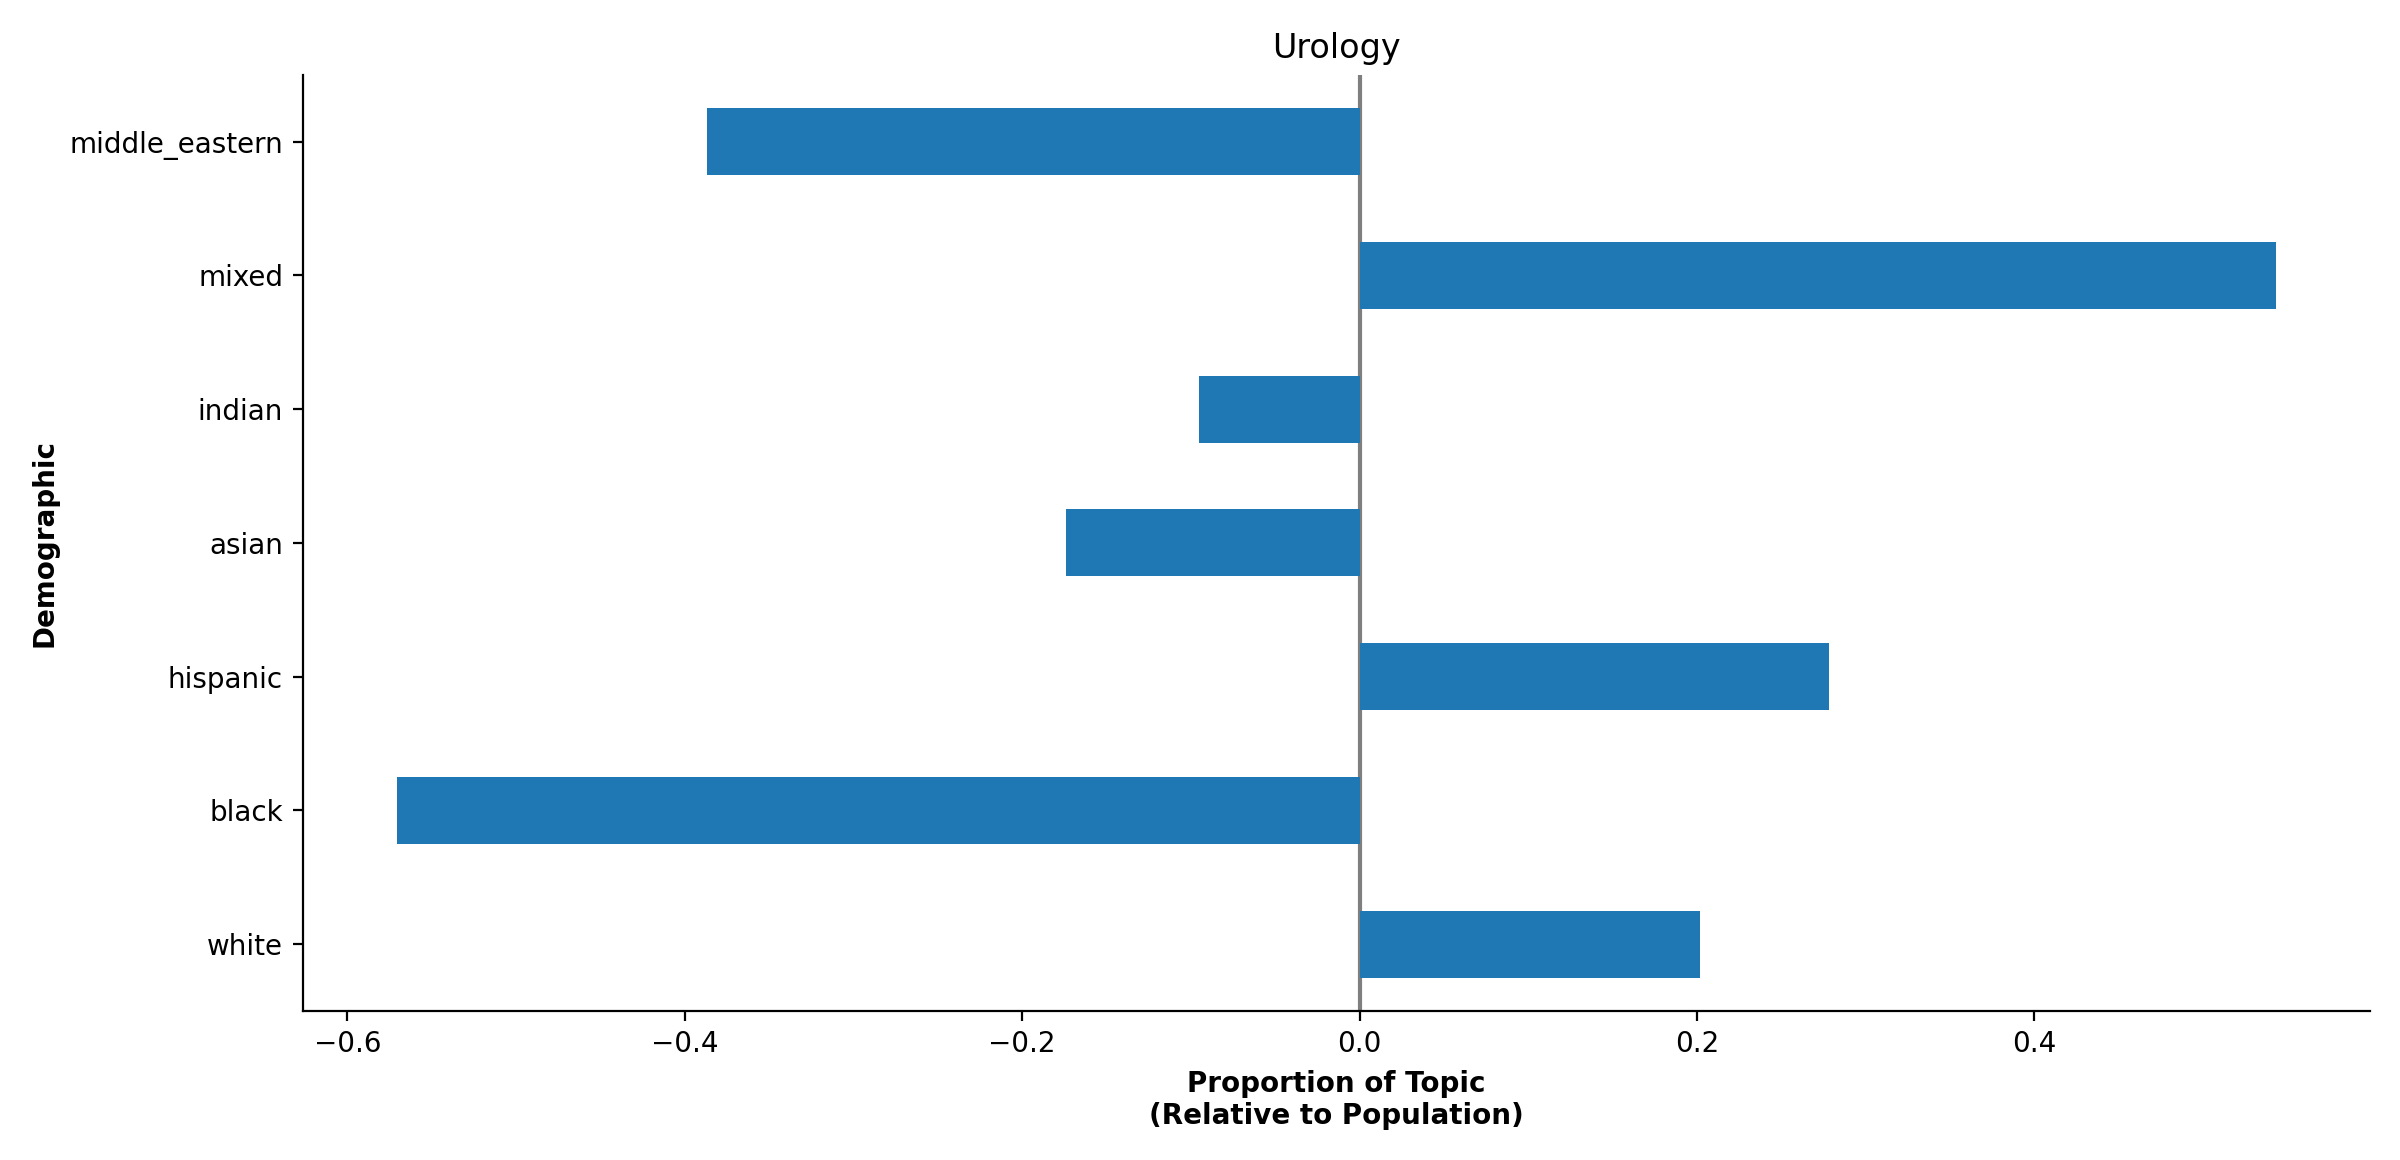 Urology
middle_eastern
mixed
indian
asian
hispanic
black
white
Demographic
−0.6 −0.4 −0.2 0.0 0.2 0.4
Proportion of Topic
(Relative to Population)